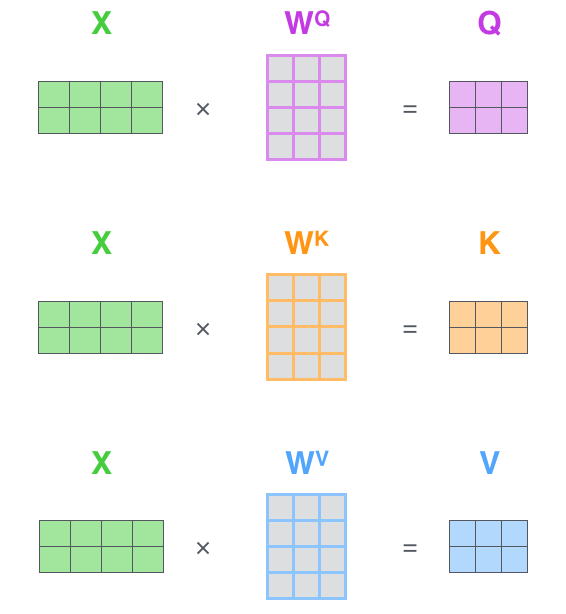 X W^Q Q
× =
X W^K K
× =
X W^V V
× =